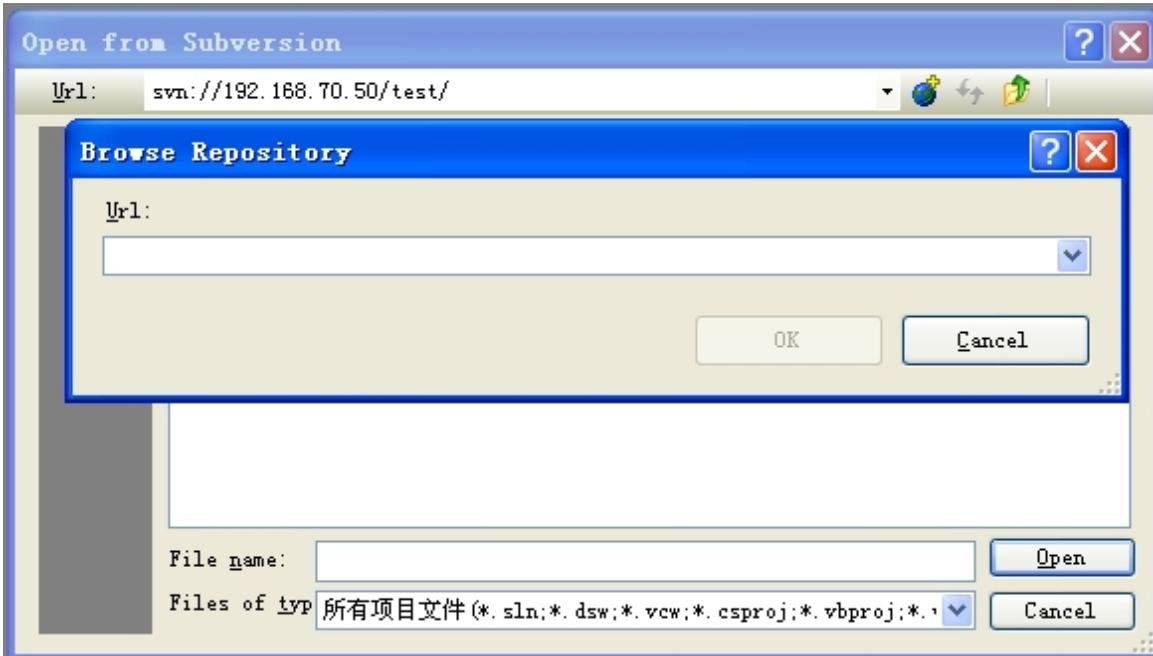 Open from Subversion
Url: svn://192.168.70.50/test/
Browse Repository
Url:
OK Cancel
File name: Open
Files of typ 所有项目文件(*.sln;*.dsw;*.vcw;*.csproj;*.vbproj;*. Cancel